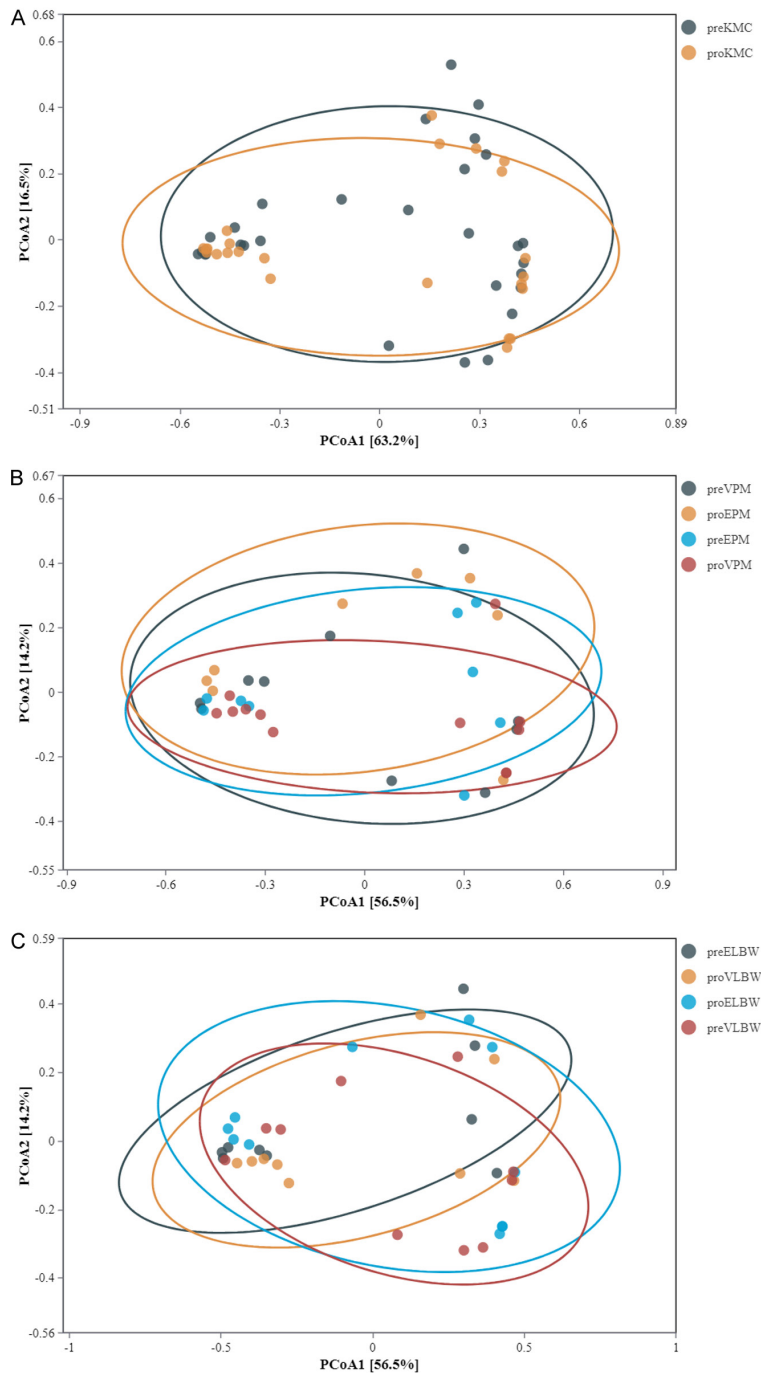 A
0.68
0.6
0.4
0.2
0
-0.2
-0.4
-0.51
PCoA2 [16.5%]
-0.9
-0.6
-0.3
0
0.3
0.6
0.89
PCoA1 [63.2%]
preKMC
proKMC
B
0.67
0.6
0.4
0.2
0
-0.2
-0.4
-0.55
PCoA2 [14.2%]
-0.9
-0.6
-0.3
0
0.3
0.6
0.9
PCoA1 [56.5%]
preVPM
proEPM
preEPM
proVPM
C
0.59
0.4
0.2
0
-0.2
-0.4
-0.56
PCoA2 [14.2%]
-1
-0.5
0
0.5
1
PCoA1 [56.5%]
preELBW
proVLBW
proELBW
preVLBW